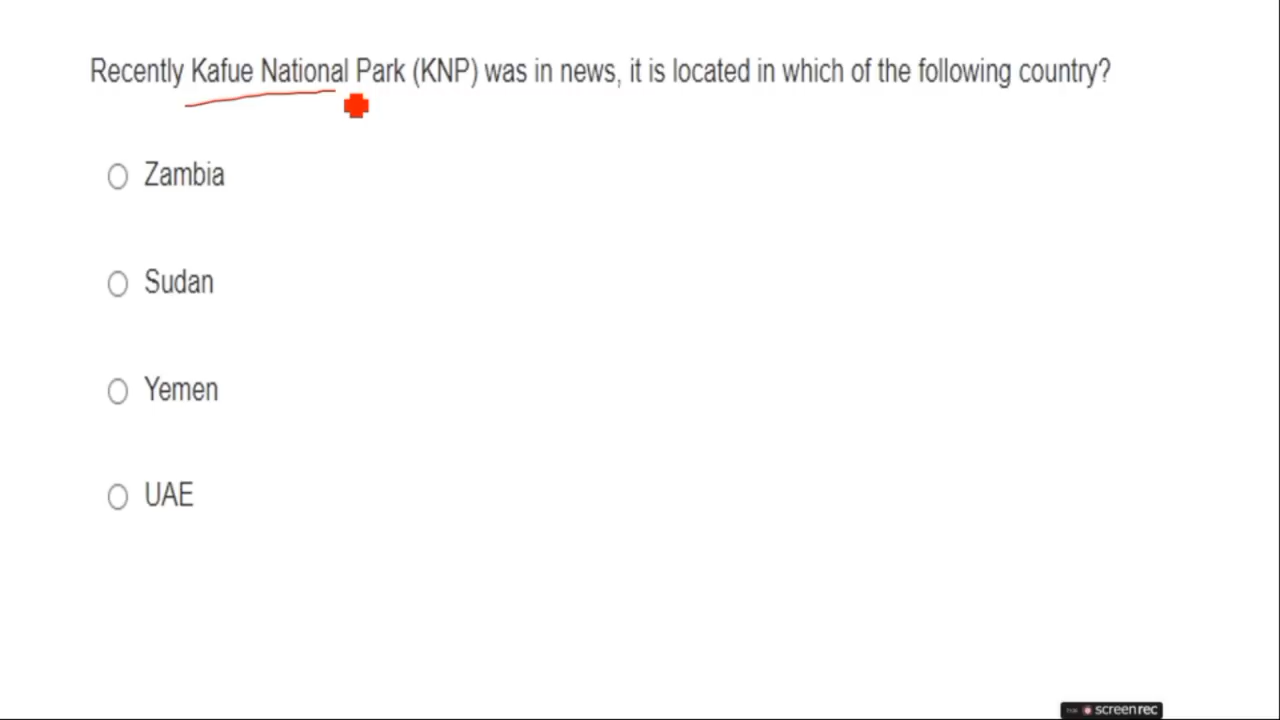 Recently Kafue National Park (KNP) was in news, it is located in which of the following country?
Zambia
Sudan
Yemen
UAE
screenrec